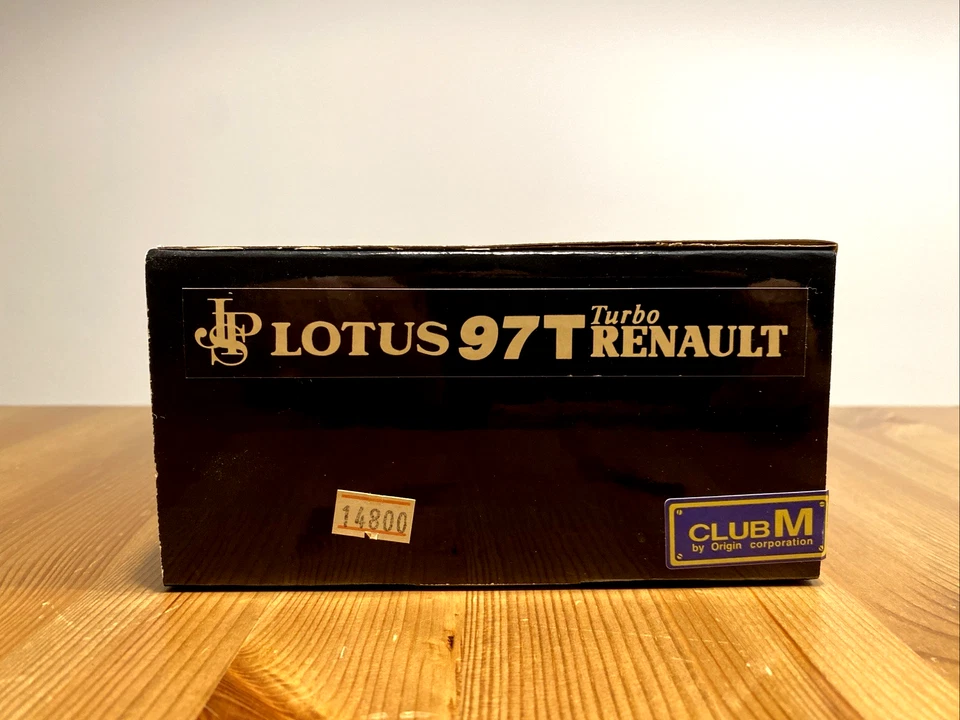 JPS LOTUS 97T Turbo RENAULT
14800
CLUB M
by Origin corporation